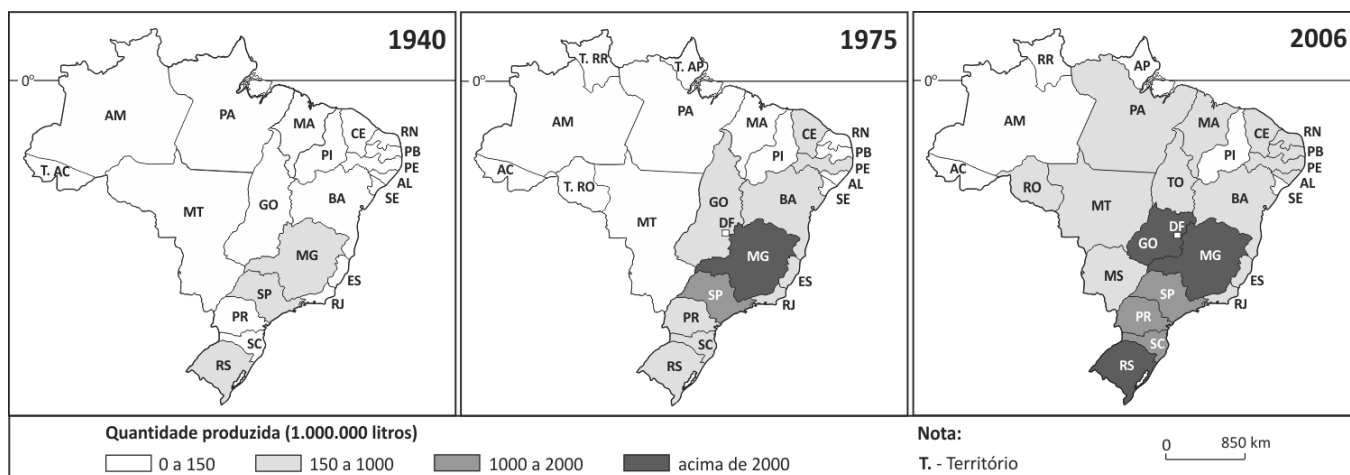 1940
0°
AM
PA
MA
CE
RN
PB
PE
AL
SE
PI
T. AC
MT
GO
BA
MG
ES
SP
RJ
PR
SC
RS
1975
0°
T. RR
T. AP
AM
PA
MA
CE
RN
PB
PE
AL
SE
PI
AC
T. RO
MT
GO
BA
DF
MG
ES
SP
RJ
PR
SC
RS
2006
0°
RR
AP
AM
PA
MA
CE
RN
PB
PE
AL
SE
PI
AC
RO
TO
BA
MT
DF
GO
MG
MS
ES
SP
RJ
PR
SC
RS
Quantidade produzida (1.000.000 litros)
0 a 150
150 a 1000
1000 a 2000
acima de 2000
Nota:
T. - Território
0 850 km